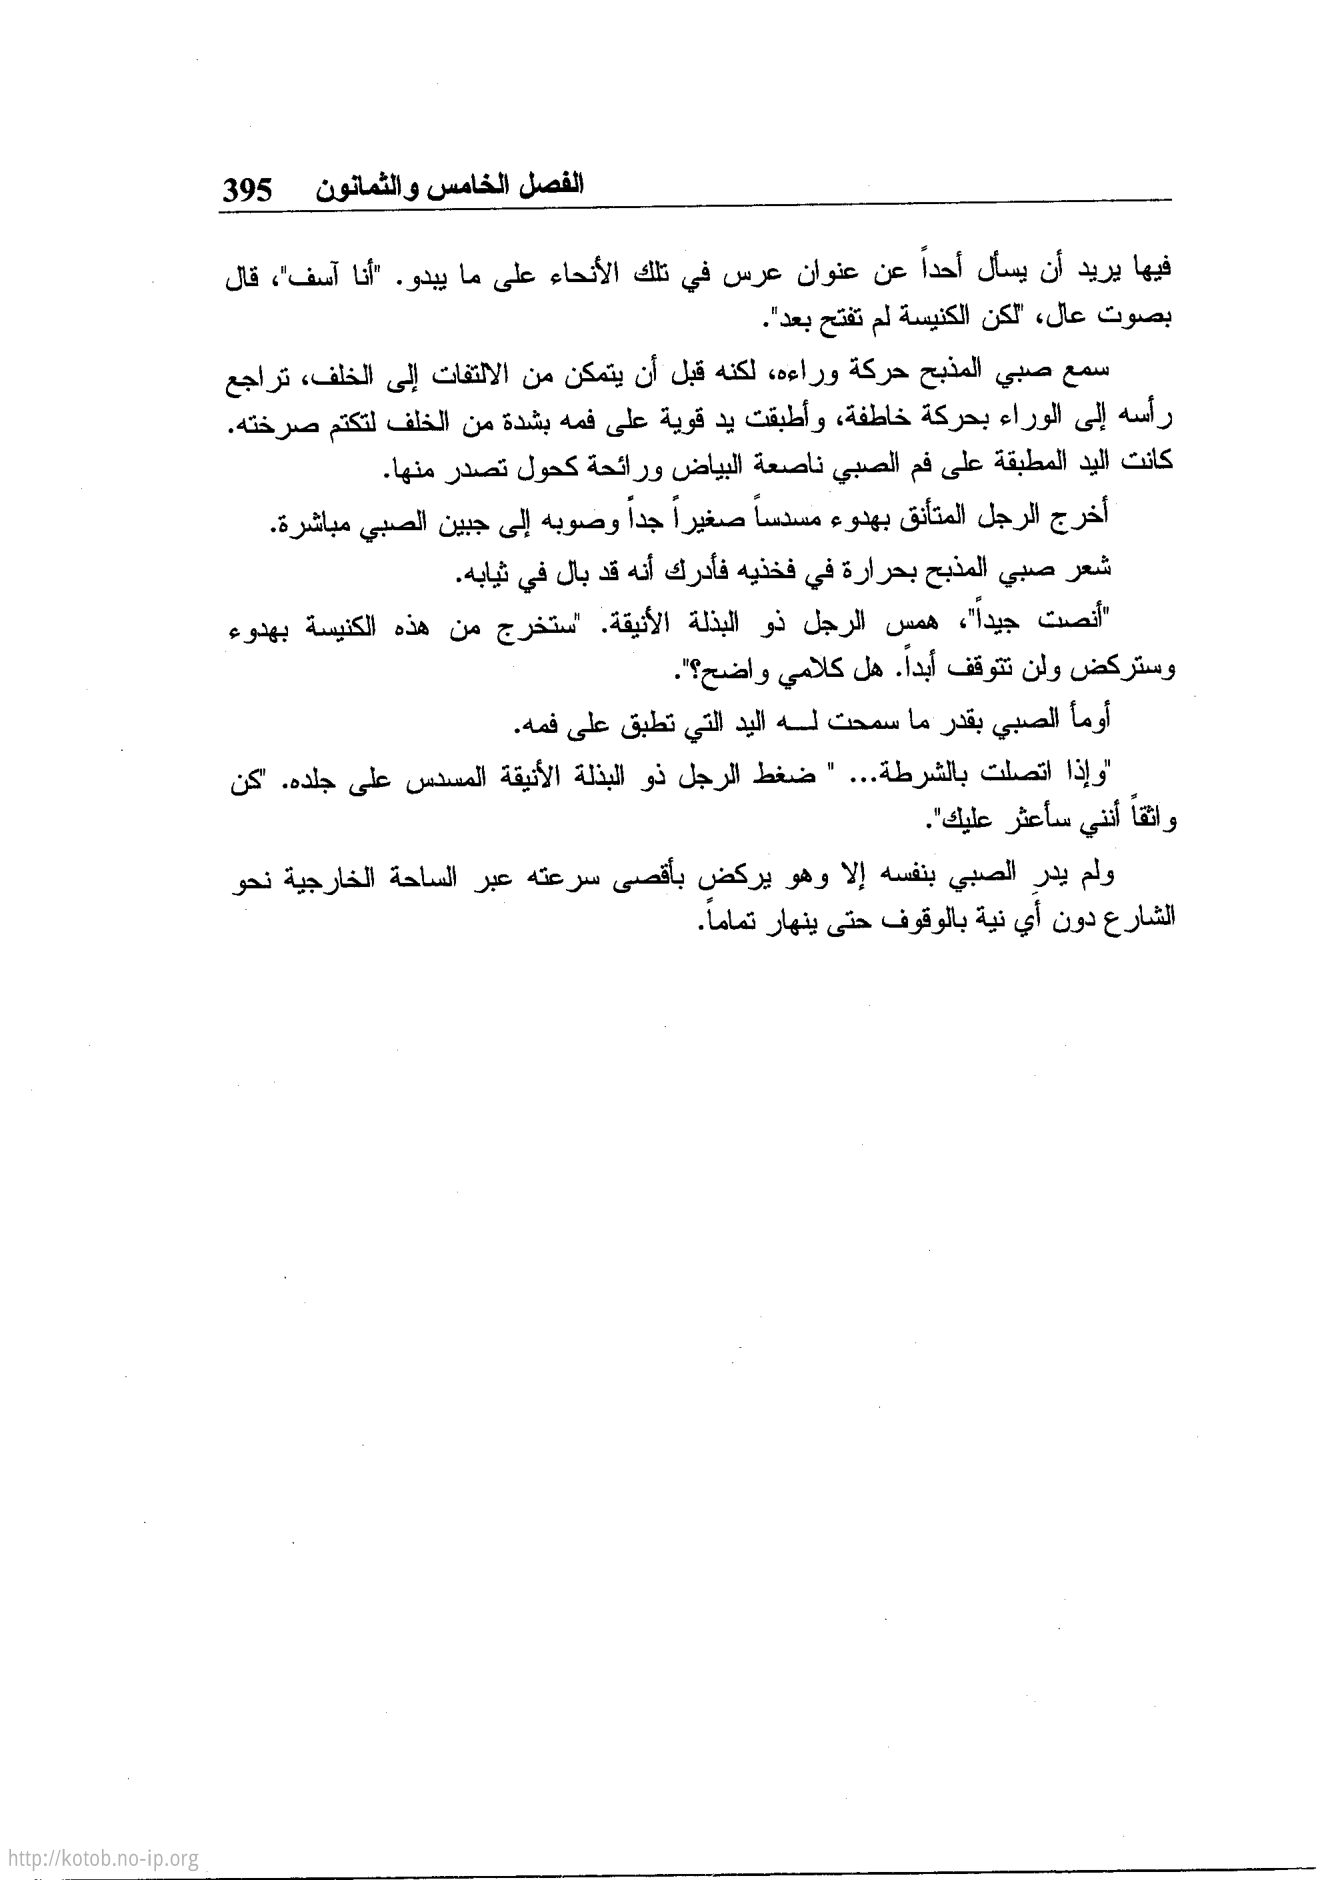 الفصل الخامس والثمانون 395
فيها يريد أن يسأل أحداً عن عنوان عرس في تلك الأنحاء على ما يبدو. "أنا آسف"، قال
بصوت عال، "لكن الكنيسة لم تفتح بعد".
سمع صبي المذبح حركة وراءه، لكنه قبل أن يتمكن من الالتفات إلى الخلف، تراجع
رأسه إلى الوراء بحركة خاطفة، وأطبقت يد قوية على فمه بشدة من الخلف لتكتم صرخته.
كانت اليد المطبقة على فم الصبي ناصعة البياض ورائحة كحول تصدر منها.
أخرج الرجل المتأنق بهدوء مسدساً صغيراً جداً وصوبه إلى جبين الصبي مباشرة.
شعر صبي المذبح بحرارة في فخذيه فأدرك أنه قد بال في ثيابه.
"أنصت جيداً"، همس الرجل ذو البذلة الأنيقة. "ستخرج من هذه الكنيسة بهدوء
وستركض ولن تتوقف أبداً. هل كلامي واضح؟".
أومأ الصبي بقدر ما سمحت لــه اليد التي تطبق على فمه.
"وإذا اتصلت بالشرطة... " ضغط الرجل ذو البذلة الأنيقة المسدس على جلده. "كن
واثقاً أنني سأعثر عليك".
ولم يدرِ الصبي بنفسه إلا وهو يركض بأقصى سرعته عبر الساحة الخارجية نحو
الشارع دون أي نية بالوقوف حتى ينهار تماماً.
http://kotob.no-ip.org